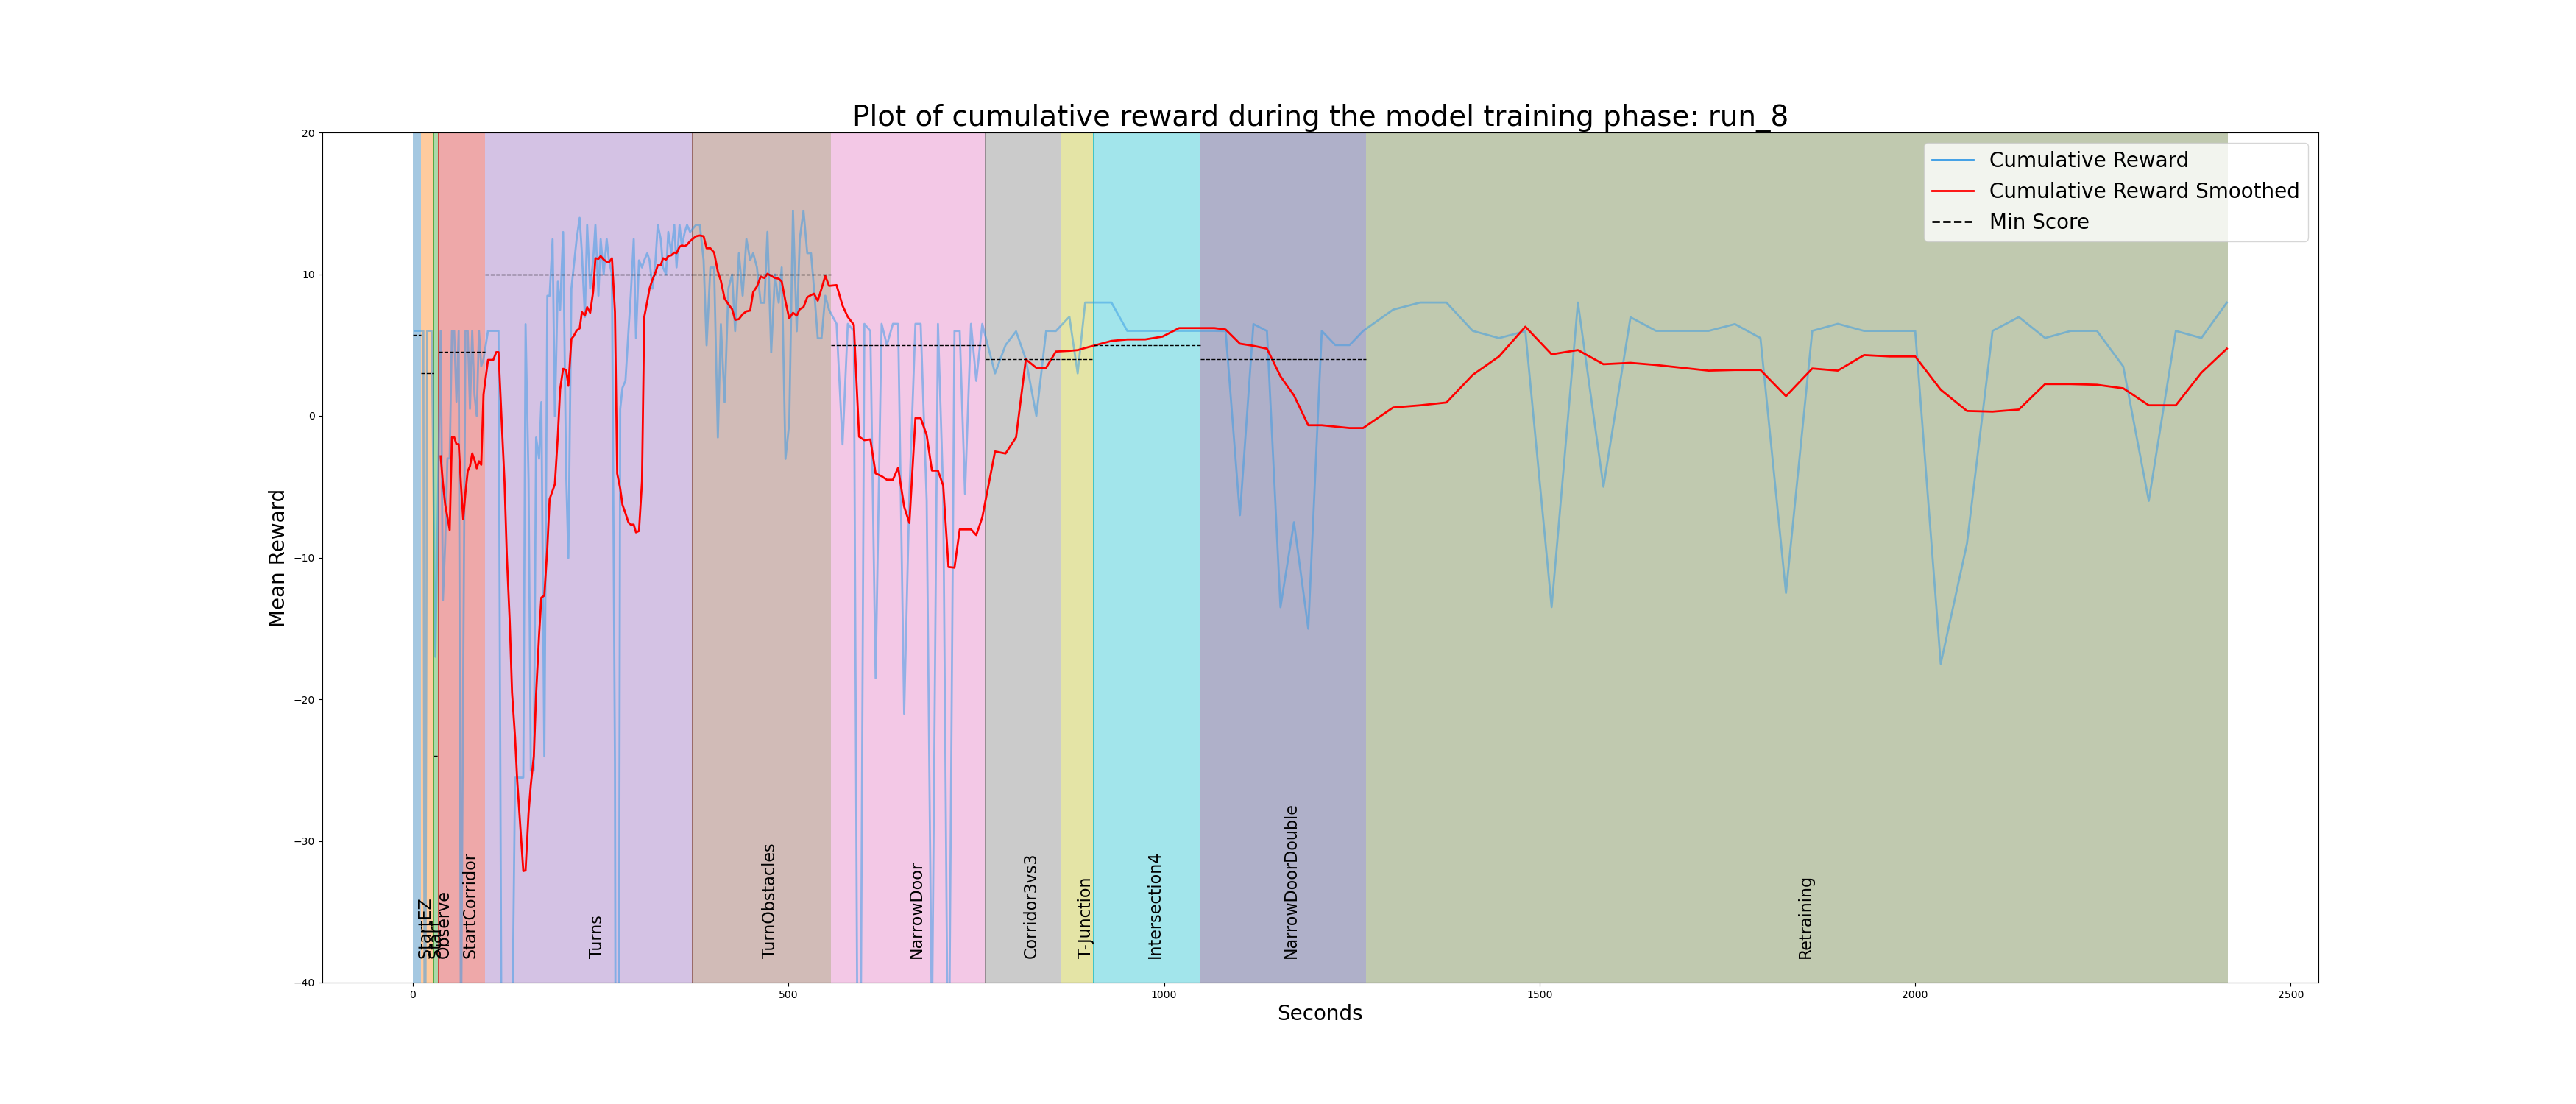 Plot of cumulative reward during the model training phase: run_8
Cumulative Reward
Cumulative Reward Smoothed
Min Score
Mean Reward
20
10
0
−10
−20
−30
−40
StartEZ
Start
Observe
StartCorridor
Turns
TurnObstacles
NarrowDoor
Corridor3vs3
T-Junction
Intersection4
NarrowDoorDouble
Retraining
0
500
1000
1500
2000
2500
Seconds